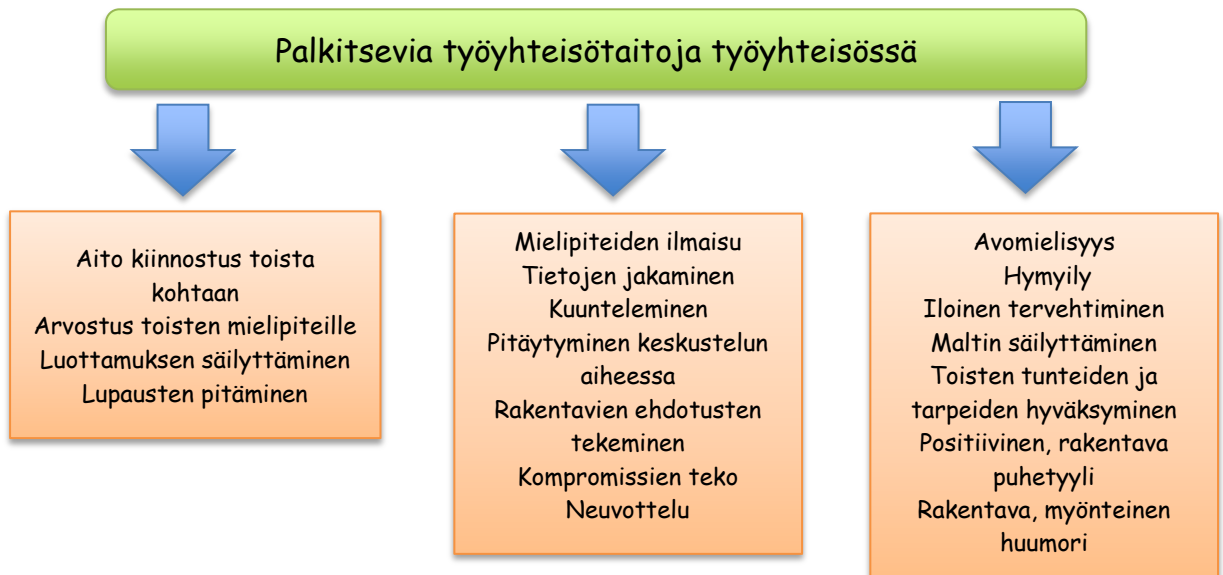 Palkitsevia työyhteisötaitoja työyhteisössä
Aito kiinnostus toista
kohtaan
Arvostus toisten mielipiteille
Luottamuksen säilyttäminen
Lupausten pitäminen
Mielipiteiden ilmaisu
Tietojen jakaminen
Kuunteleminen
Pitäytyminen keskustelun
aiheessa
Rakentavien ehdotusten
tekeminen
Kompromissien teko
Neuvottelu
Avomielisyys
Hymyily
Iloinen tervehtiminen
Maltin säilyttäminen
Toisten tunteiden ja
tarpeiden hyväksyminen
Positiivinen, rakentava
puhetyyli
Rakentava, myönteinen
huumori